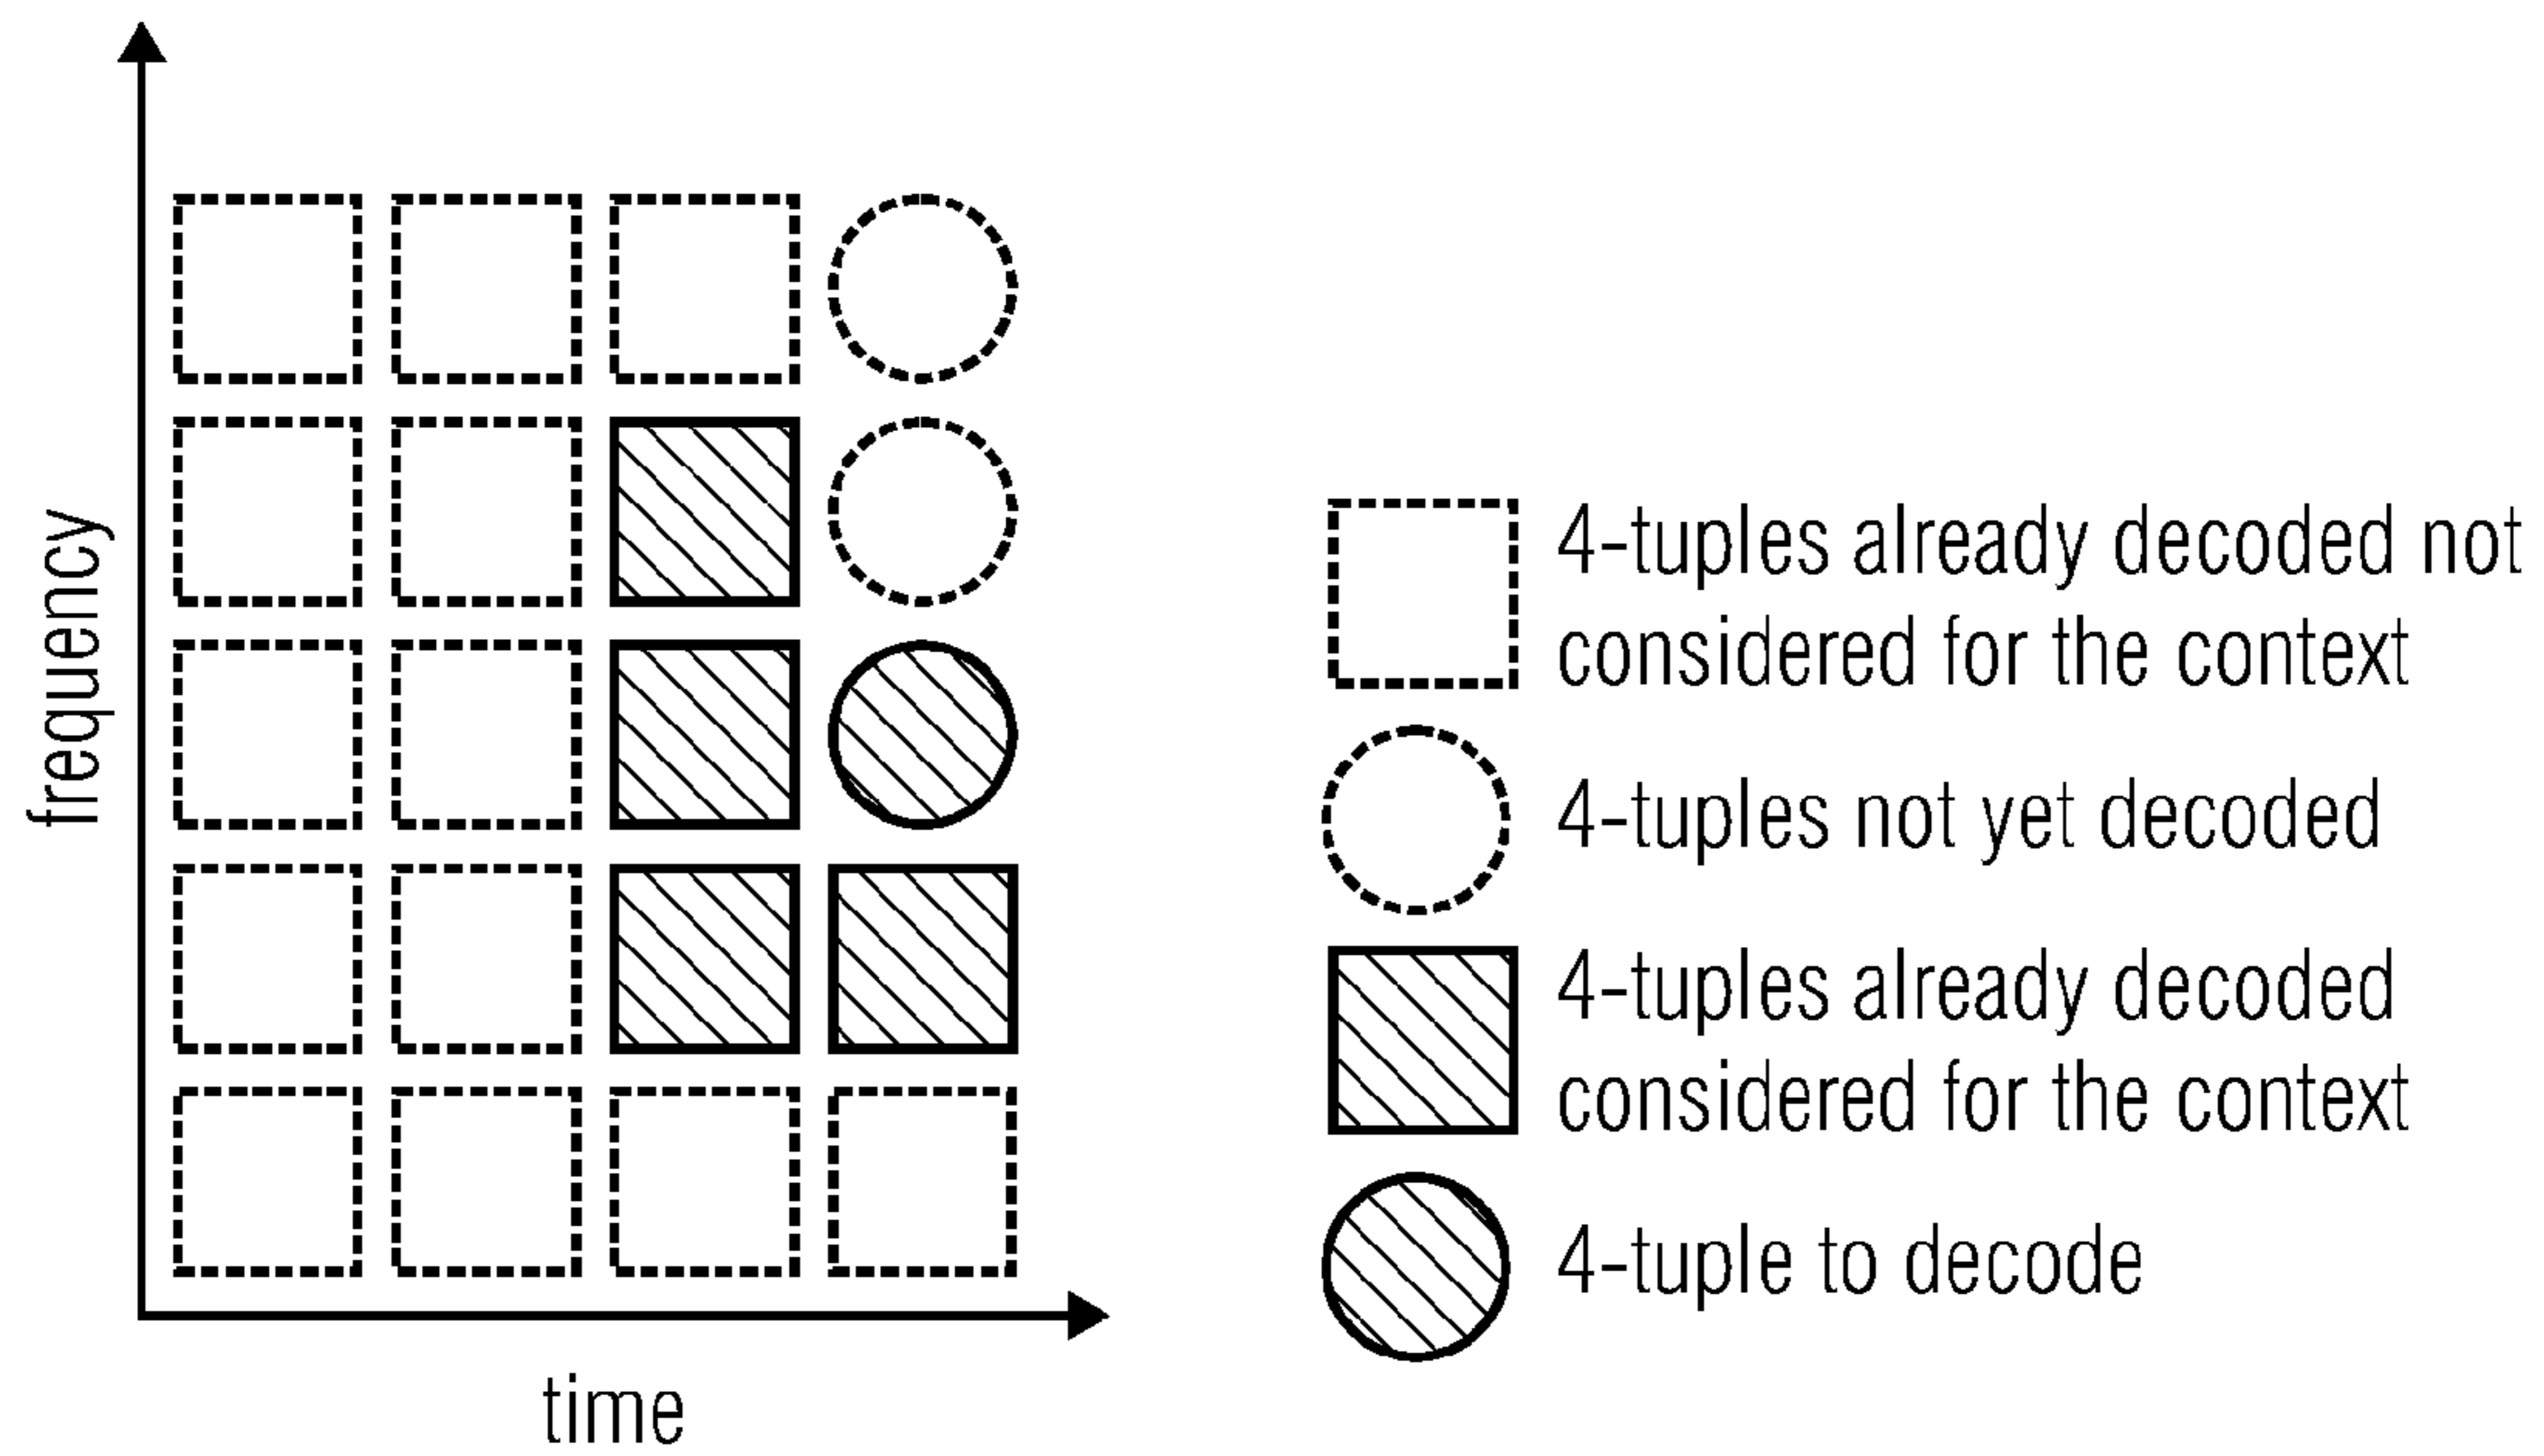 frequency
time
4-tuples already decoded not
considered for the context
4-tuples not yet decoded
4-tuples already decoded
considered for the context
4-tuple to decode